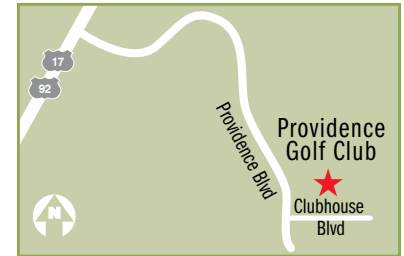 17
92
Providence Blvd
Providence
Golf Club
Clubhouse
Blvd
N